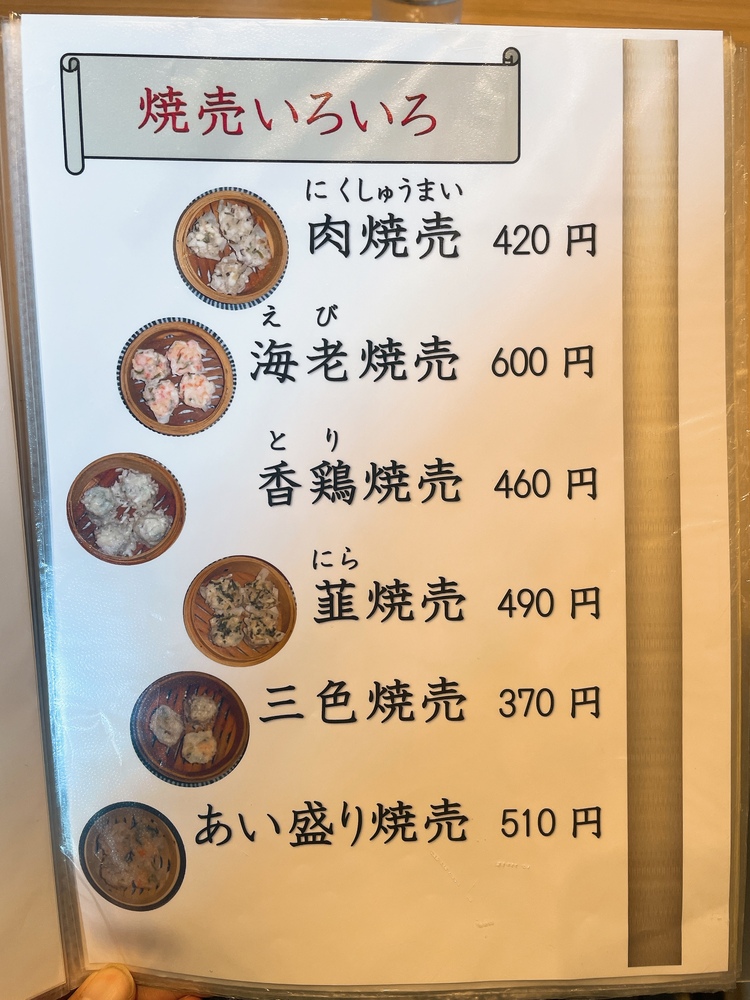 焼売いろいろ
にくしゅうまい
肉焼売 420 円
えび
海老焼売 600 円
とり
香鶏焼売 460 円
にら
韮焼売 490 円
三色焼売 370 円
あい盛り焼売 510 円